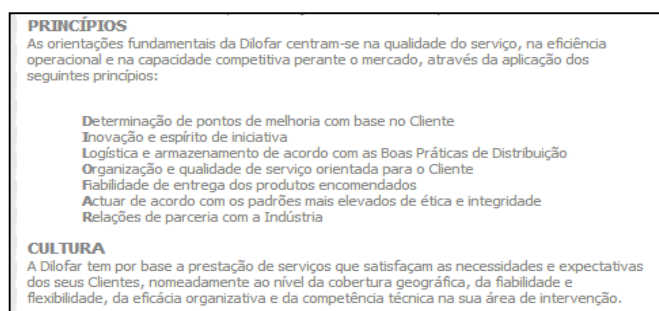 PRINCÍPIOS
As orientações fundamentais da Dilofar centram-se na qualidade do serviço, na eficiência
operacional e na capacidade competitiva perante o mercado, através da aplicação dos
seguintes princípios:
Determinação de pontos de melhoria com base no Cliente
Inovação e espírito de iniciativa
Logística e armazenamento de acordo com as Boas Práticas de Distribuição
Organização e qualidade de serviço orientada para o Cliente
Fiabilidade de entrega dos produtos encomendados
Actuar de acordo com os padrões mais elevados de ética e integridade
Relações de parceria com a Indústria
CULTURA
A Dilofar tem por base a prestação de serviços que satisfaçam as necessidades e expectativas
dos seus Clientes, nomeadamente ao nível da cobertura geográfica, da fiabilidade e
flexibilidade, da eficácia organizativa e da competência técnica na sua área de intervenção.